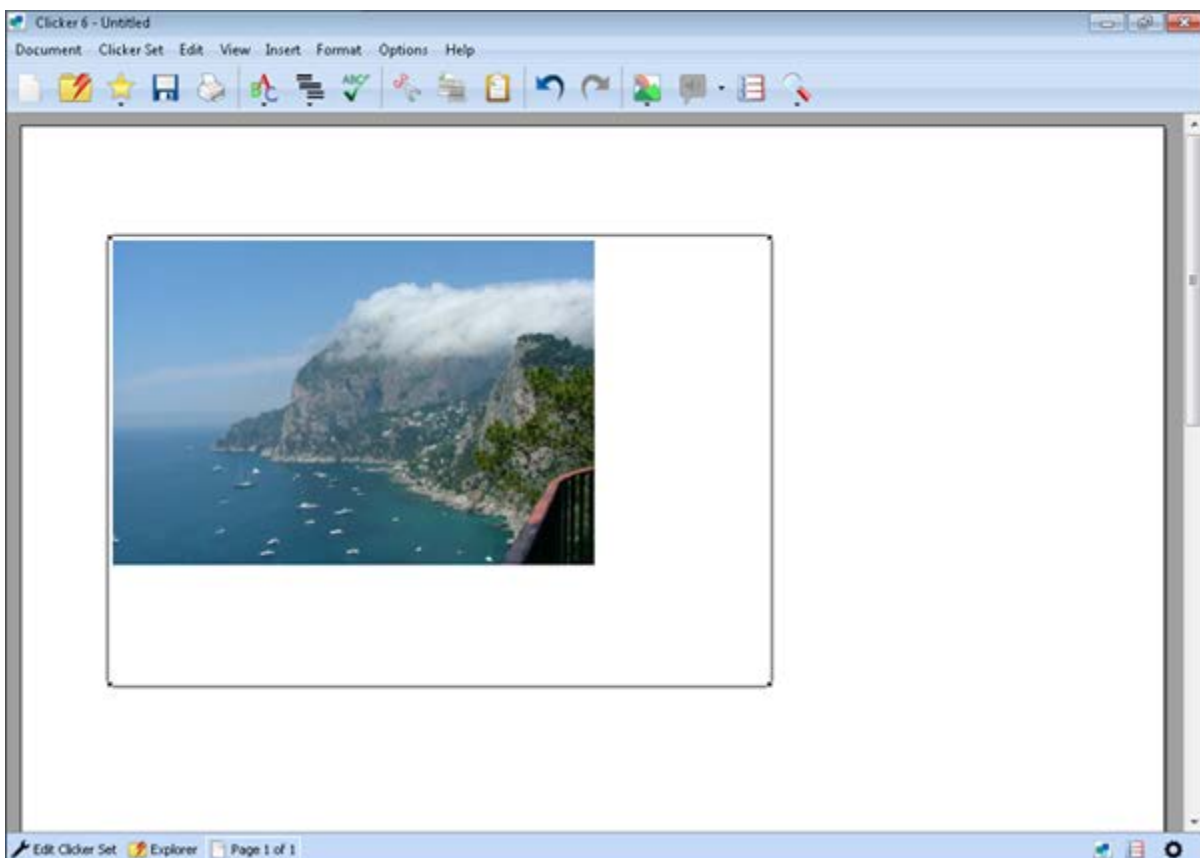 Clicker 6 - Untitled
Document Clicker Set Edit View Insert Format Options Help
ABC
Edit Clicker Set Explorer Page 1 of 1